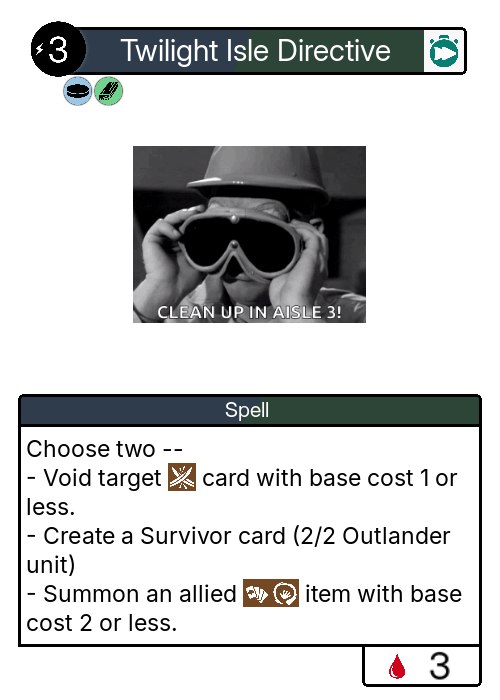 3 Twilight Isle Directive
CLEAN UP IN AISLE 3!
Spell
Choose two --
- Void target card with base cost 1 or
less.
- Create a Survivor card (2/2 Outlander
unit)
- Summon an allied item with base
cost 2 or less.
3